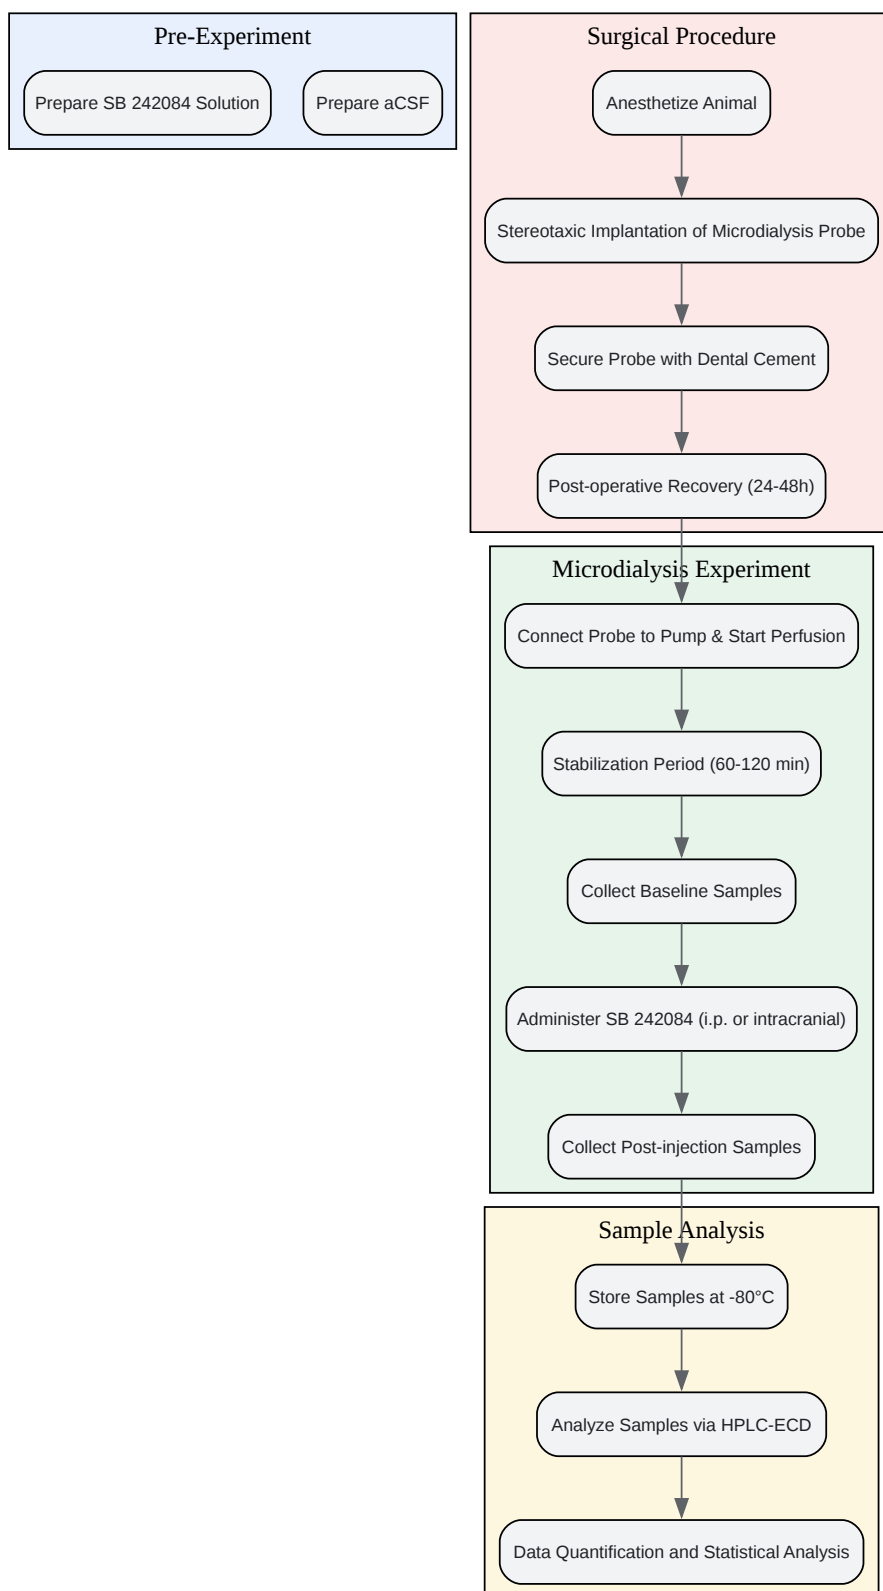 Pre-Experiment
Prepare SB 242084 Solution
Prepare aCSF
Surgical Procedure
Anesthetize Animal
Stereotaxic Implantation of Microdialysis Probe
Secure Probe with Dental Cement
Post-operative Recovery (24-48h)
Microdialysis Experiment
Connect Probe to Pump & Start Perfusion
Stabilization Period (60-120 min)
Collect Baseline Samples
Administer SB 242084 (i.p. or intracranial)
Collect Post-injection Samples
Sample Analysis
Store Samples at -80°C
Analyze Samples via HPLC-ECD
Data Quantification and Statistical Analysis